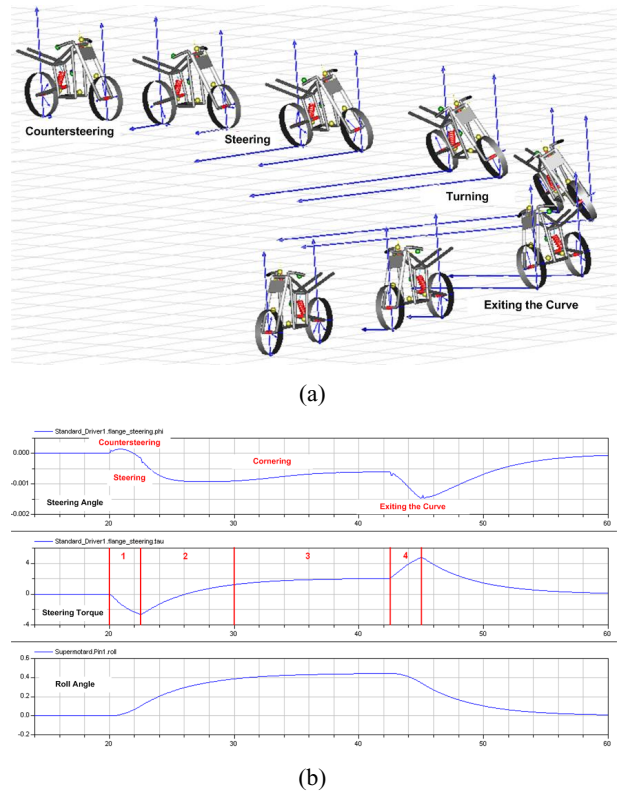 Countersteering
Steering
Turning
Exiting the Curve
(a)
Standard_Driver1.flange_steering.phi
Countersteering
0.000
Cornering
-0.001
Steering
Steering Angle
Exiting the Curve
-0.002
20 30 40 50 60
Standard_Driver1.flange_steering.tau
1 2 3 4
4
0
Steering Torque
-4
20 30 40 50 60
Supermotard.Pin1.roll
0.6
Roll Angle
0.4
0.2
0.0
-0.2
20 30 40 50 60
(b)